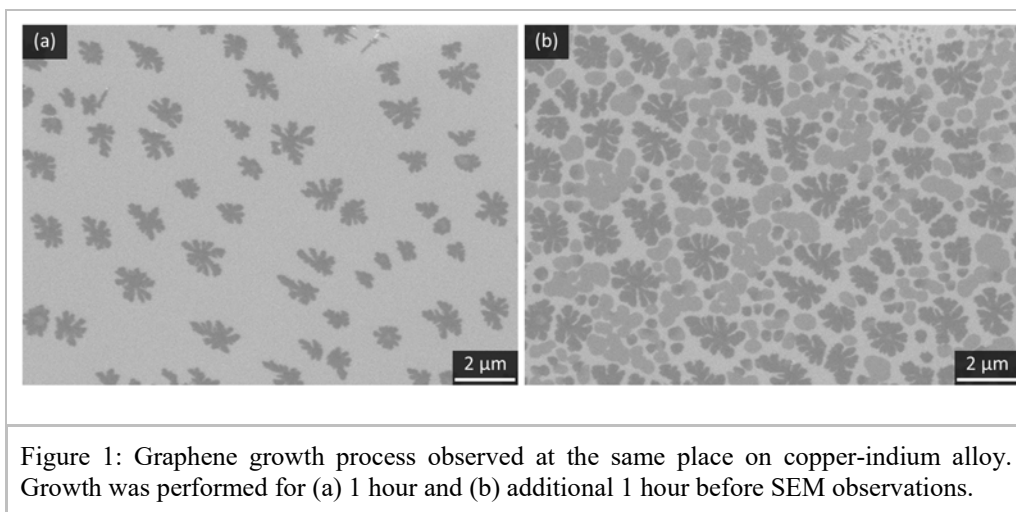 (a)
(b)
2 μm
2 μm
Figure 1: Graphene growth process observed at the same place on copper-indium alloy.
Growth was performed for (a) 1 hour and (b) additional 1 hour before SEM observations.